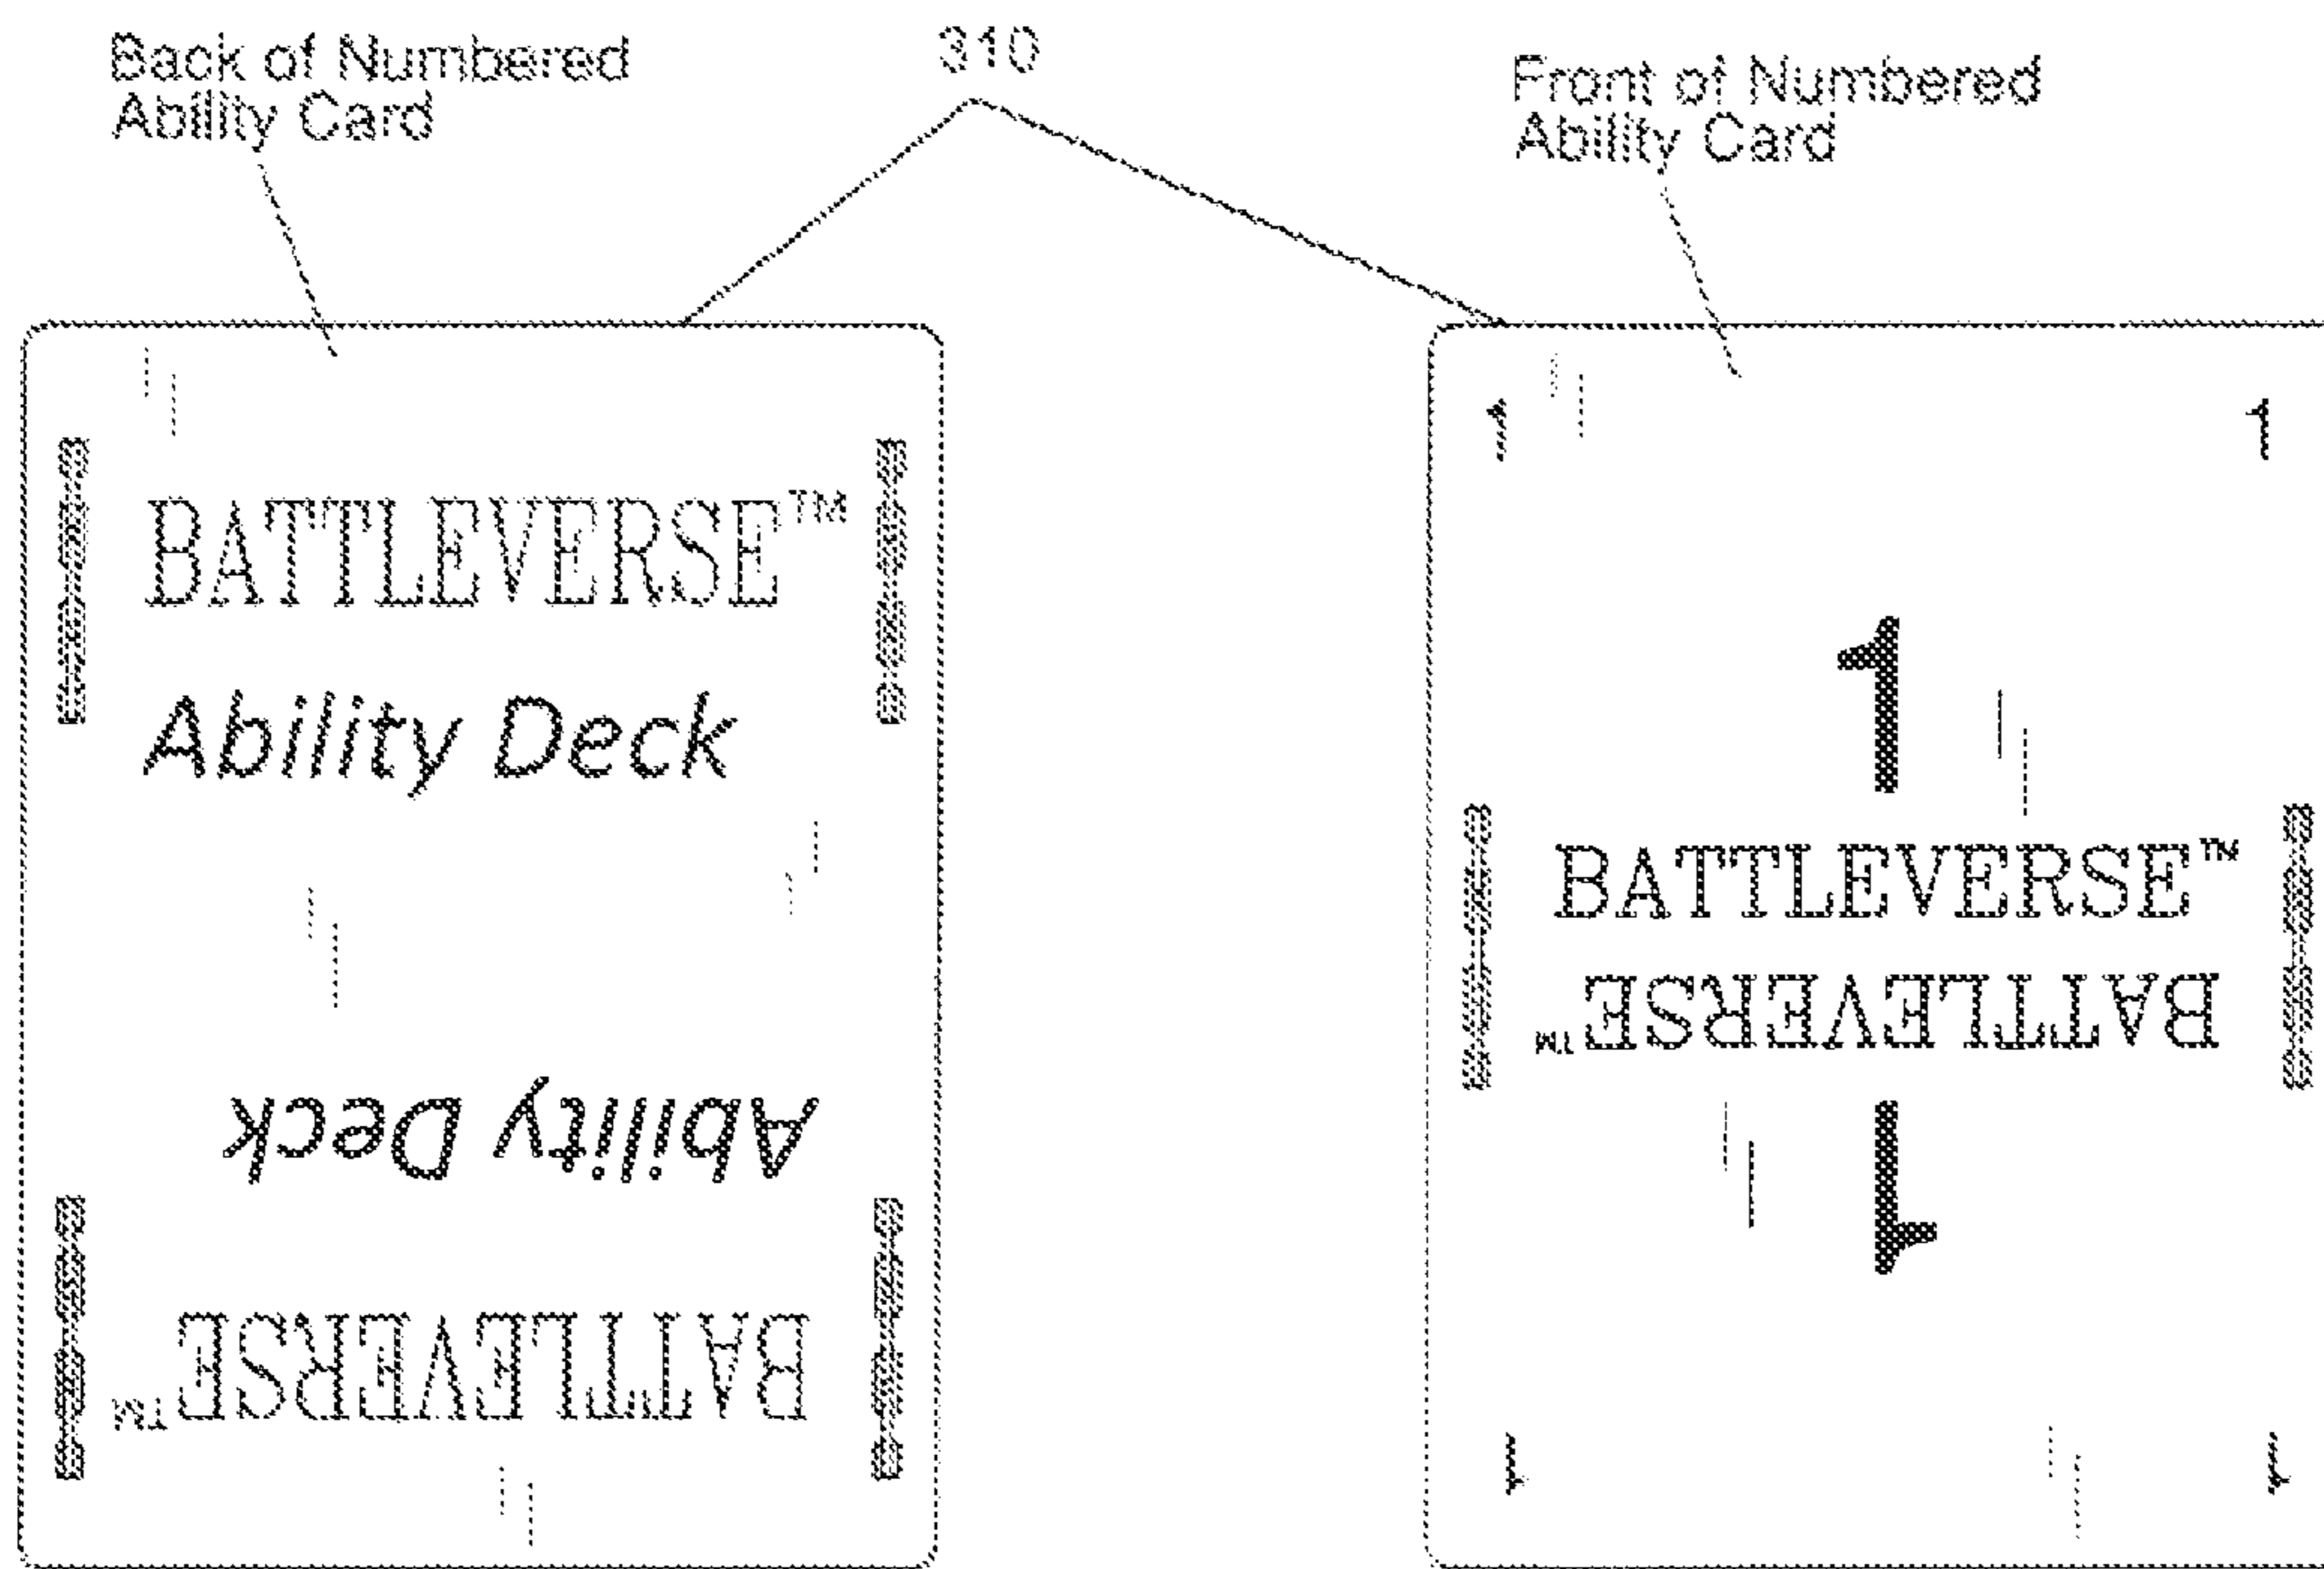 Back of Numbered
Ability Card
310
Front of Numbered
Ability Card
BATTLEVERSE™
Ability Deck
Ability Deck
BATTLEVERSE™
1 1
1
BATTLEVERSE™
BATTLEVERSE™
1
1 1